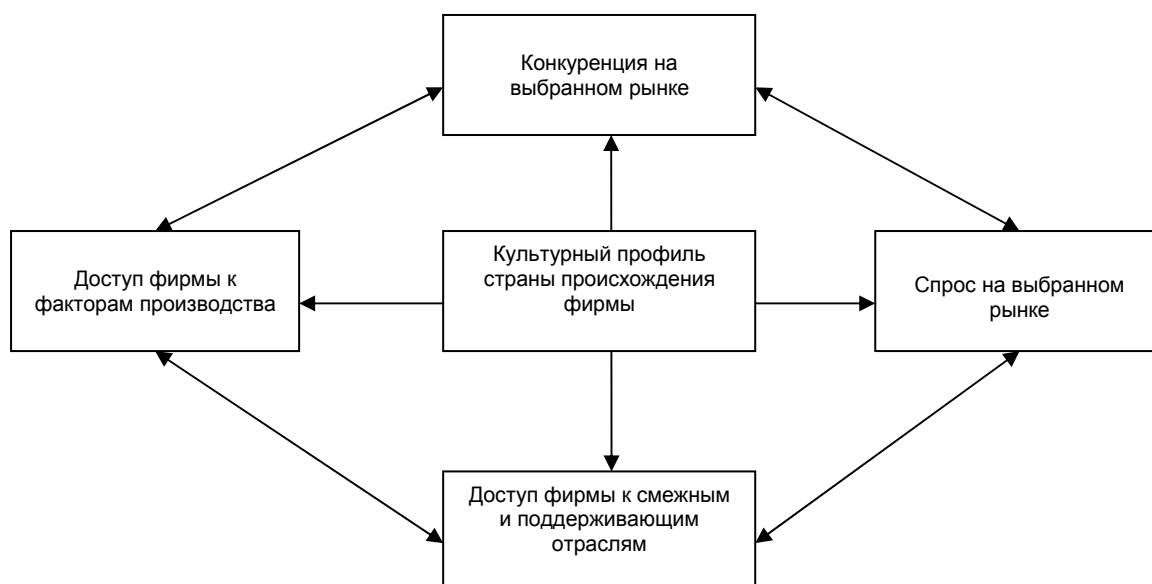 Конкуренция на
выбранном рынке
Доступ фирмы к
факторам производства
Культурный профиль
страны происхождения
фирмы
Спрос на выбранном
рынке
Доступ фирмы к смежным
и поддерживающим
отраслям